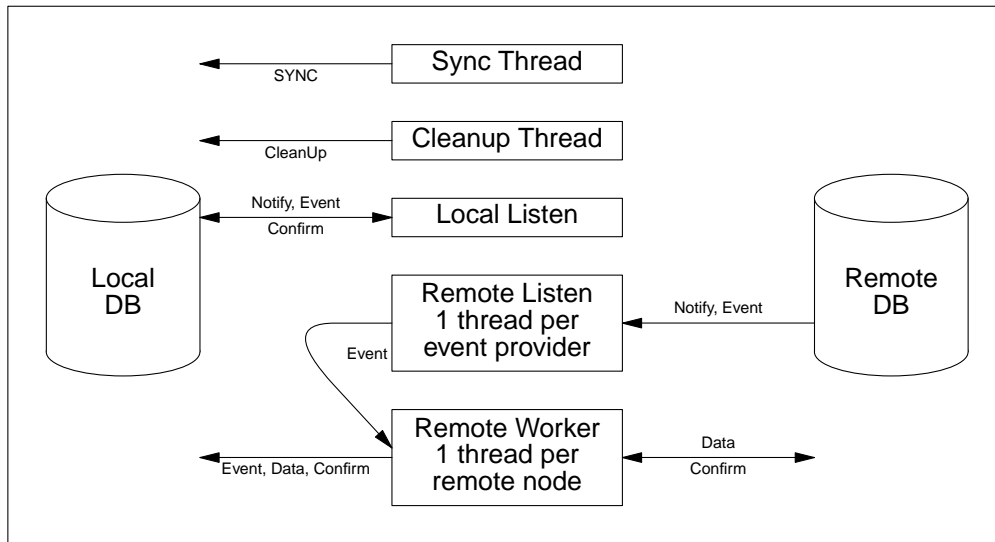 Sync Thread
SYNC
Cleanup Thread
CleanUp
Notify, Event
Confirm
Local Listen
Local
DB
Remote Listen
1 thread per
event provider
Notify, Event
Remote
DB
Event
Remote Worker
1 thread per
remote node
Event, Data, Confirm
Data
Confirm